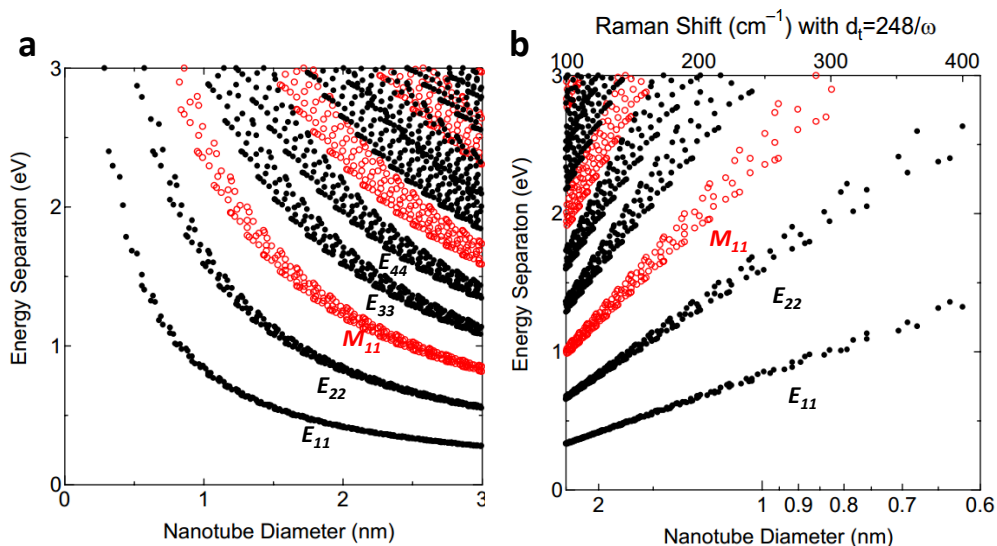 a
Energy Separaton (eV)
3
2
1
0
0
1
2
3
Nanotube Diameter (nm)
E11
E22
M11
E33
E44
b
Raman Shift (cm−1) with dt=248/ω
100
200
300
400
Energy Separaton (eV)
3
2
1
0
2
1
0.9
0.8
0.7
0.6
Nanotube Diameter (nm)
M11
E22
E11